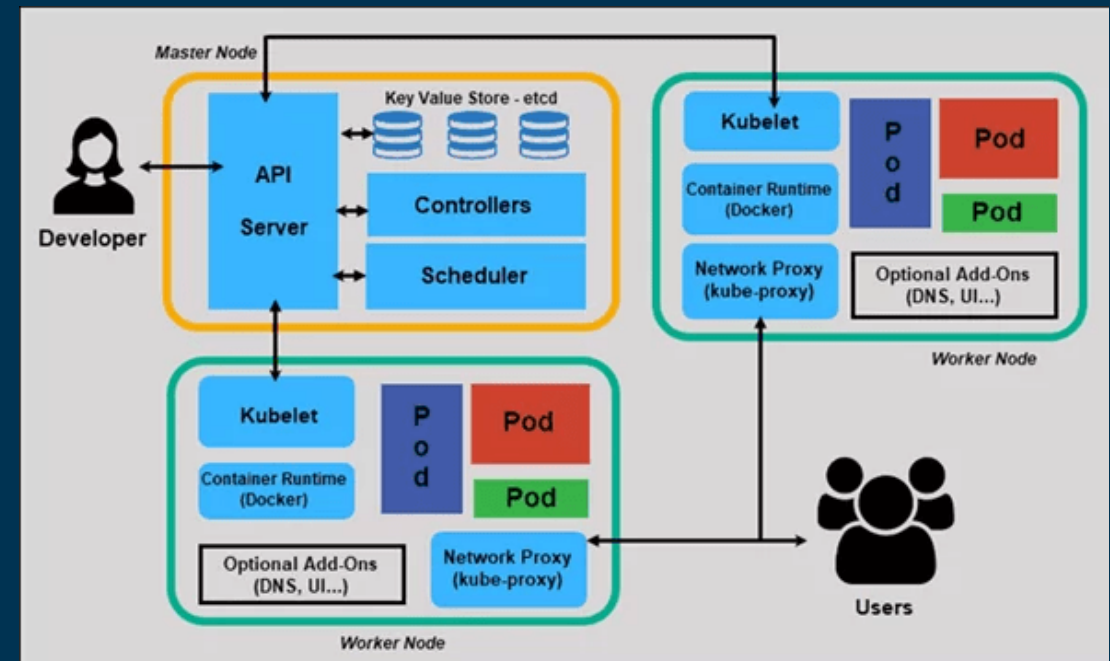 Master Node
Key Value Store - etcd
API
Server
Controllers
Scheduler
Developer
Kubelet
Container Runtime
(Docker)
Network Proxy
(kube-proxy)
P
o
d
Pod
Pod
Optional Add-Ons
(DNS, UI...)
Worker Node
Kubelet
Container Runtime
(Docker)
P
o
d
Pod
Pod
Optional Add-Ons
(DNS, UI...)
Network Proxy
(kube-proxy)
Worker Node
Users